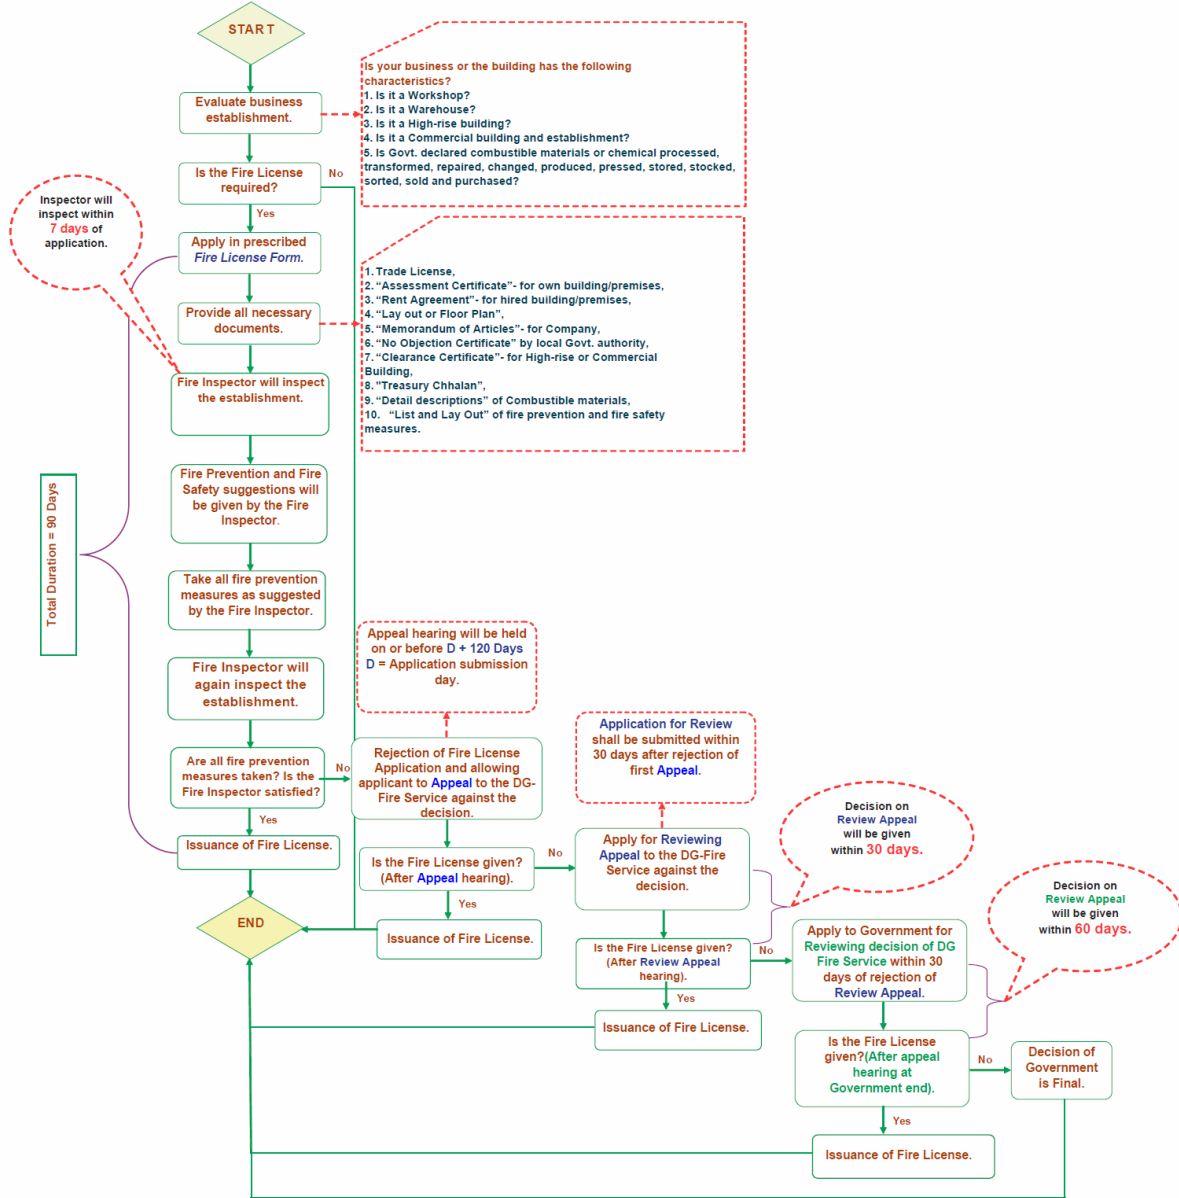 START
Is your business or the building has the following
characteristics?
1. Is it a Workshop?
2. Is it a Warehouse?
3. Is it a High-rise building?
4. Is it a Commercial building and establishment?
5. Is Govt. declared combustible materials or chemical processed,
transformed, repaired, changed, produced, pressed, stored, stocked,
sorted, sold and purchased?
Evaluate business
establishment.
Is the Fire License
required?
No
Yes
Inspector will
inspect within
7 days of
application.
Apply in prescribed
Fire License Form.
Provide all necessary
documents.
1. Trade License,
2. “Assessment Certificate”- for own building/premises,
3. “Rent Agreement”- for hired building/premises,
4. “Lay out or Floor Plan”,
5. “Memorandum of Articles”- for Company,
6. “No Objection Certificate” by local Govt. authority,
7. “Clearance Certificate”- for High-rise or Commercial
Building,
8. "Treasury Chhalan”,
9. “Detail descriptions” of Combustible materials,
10. “List and Lay Out” of fire prevention and fire safety
measures.
Fire Inspector will inspect
the establishment.
Fire Prevention and Fire
Safety suggestions will
be given by the Fire
Inspector.
Total Duration = 90 Days
Take all fire prevention
measures as suggested
by the Fire Inspector.
Fire Inspector will
again inspect the
establishment.
Are all fire prevention
measures taken? Is the
Fire Inspector satisfied?
No
Yes
Issuance of Fire License.
END
Appeal hearing will be held
on or before D + 120 Days
D = Application submission
day.
Rejection of Fire License
Application and allowing
applicant to Appeal to the DG-
Fire Service against the
decision.
Is the Fire License given?
(After Appeal hearing).
No
Yes
Issuance of Fire License.
Application for Review
shall be submitted within
30 days after rejection of
first Appeal.
Apply for Reviewing
Appeal to the DG-Fire
Service against the
decision.
Decision on
Review Appeal
will be given
within 30 days.
Is the Fire License given?
(After Review Appeal
hearing).
No
Yes
Issuance of Fire License.
Apply to Government for
Reviewing decision of DG
Fire Service within 30
days of rejection of
Review Appeal.
Decision on
Review Appeal
will be given
within 60 days.
Is the Fire License
given?(After appeal
hearing at
Government end).
No
Yes
Decision of
Government
is Final.
Issuance of Fire License.